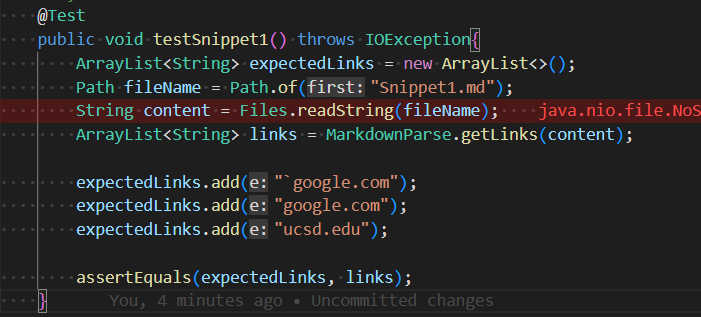 @Test
public void testSnippet1() throws IOException{
ArrayList<String> expectedLinks = new ArrayList<>();
Path fileName = Path.of(first: "Snippet1.md");
String content = Files.readString(fileName); java.nio.file.NoS
ArrayList<String> links = MarkdownParse.getLinks(content);
expectedLinks.add(e: "`google.com");
expectedLinks.add(e: "google.com");
expectedLinks.add(e: "ucsd.edu");
assertEquals(expectedLinks, links);
} You, 4 minutes ago • Uncommitted changes